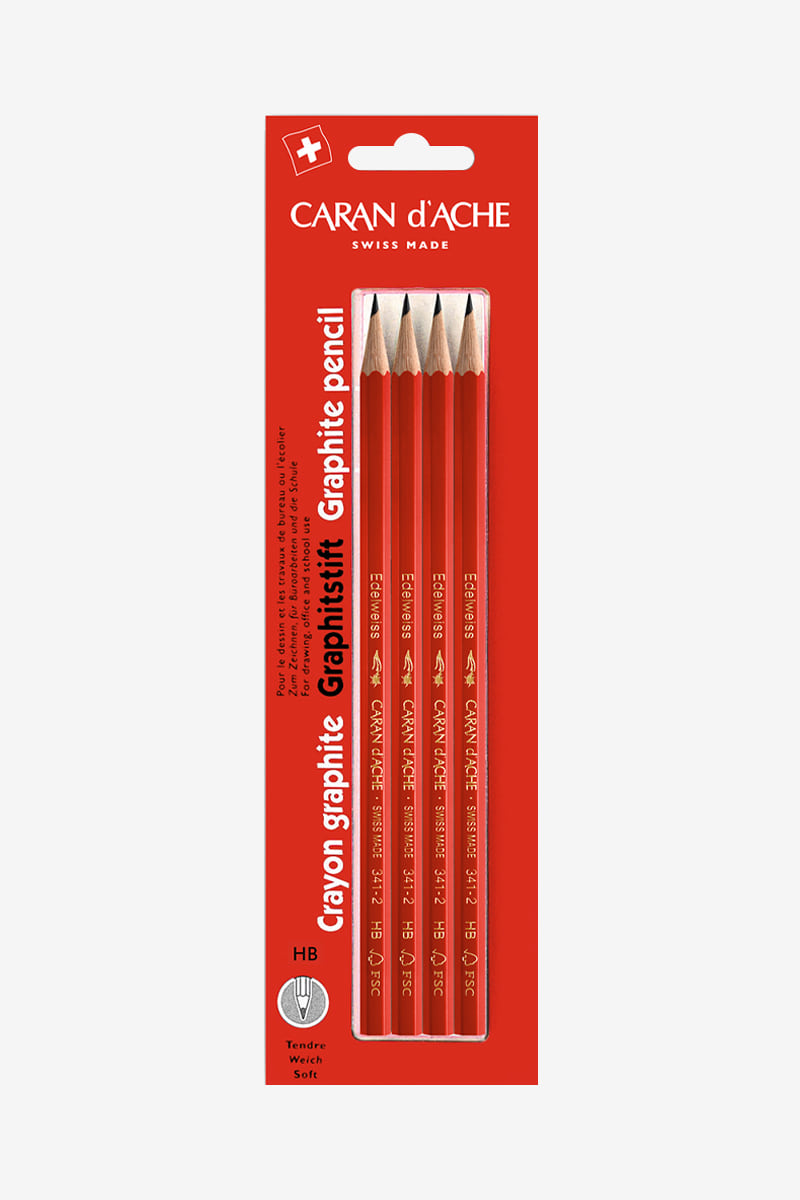 CARAN d'ACHE
SWISS MADE
Crayon graphite Graphitstift Graphite pencil
Pour le dessin et les travaux de bureau ou l'écolier
Zum Zeichnen, für Büroarbeiten und die Schule
For drawing, office and school use
Edelweiss CARAN d'ACHE · SWISS MADE 341-2 HB FSC
Edelweiss CARAN d'ACHE · SWISS MADE 341-2 HB FSC
Edelweiss CARAN d'ACHE · SWISS MADE 341-2 HB FSC
Edelweiss CARAN d'ACHE · SWISS MADE 341-2 HB FSC
HB
Tendre
Weich
Soft